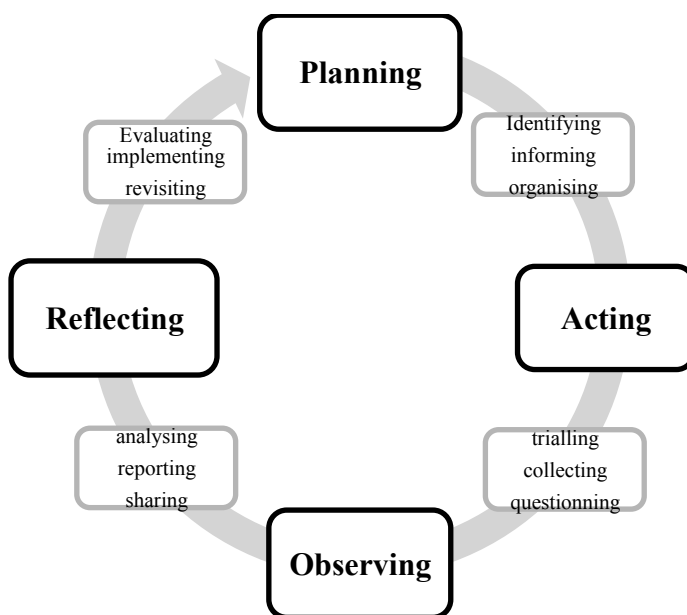 Planning
Identifying
informing
organising
Acting
trialling
collecting
questionning
Observing
analysing
reporting
sharing
Reflecting
Evaluating
implementing
revisiting